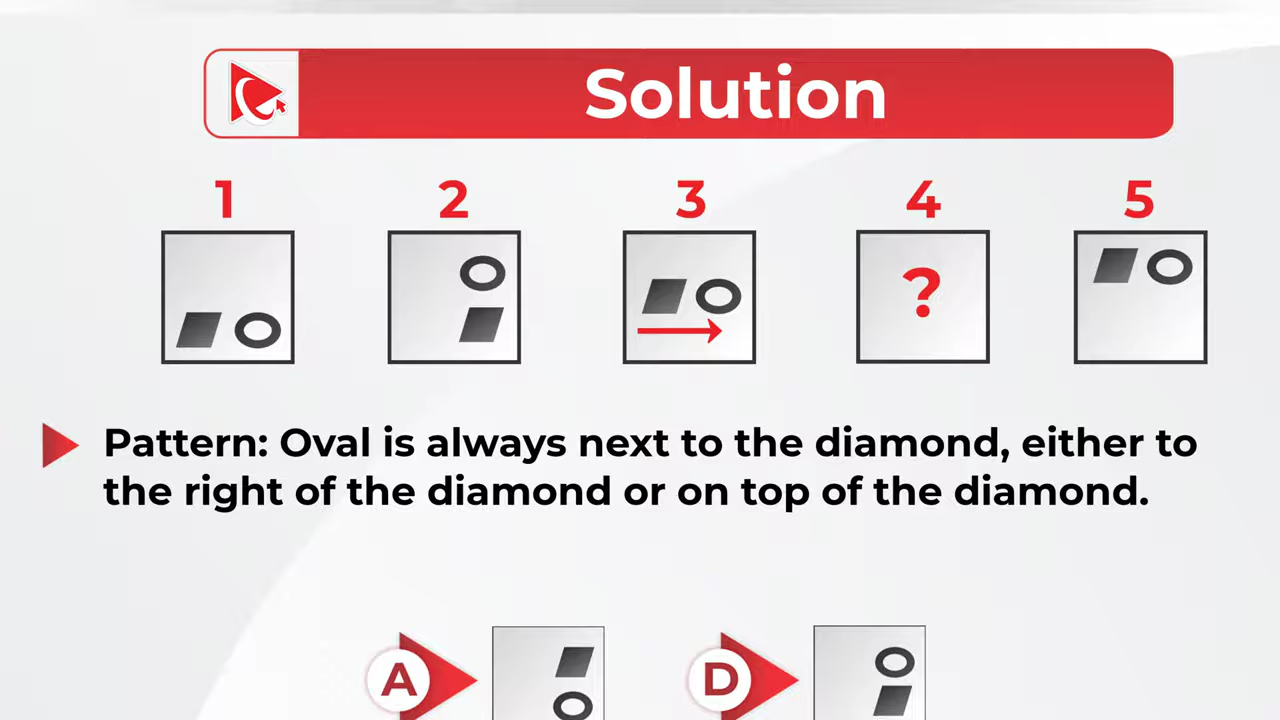 Solution
1 2 3 4 5
?
Pattern: Oval is always next to the diamond, either to
the right of the diamond or on top of the diamond.
A D